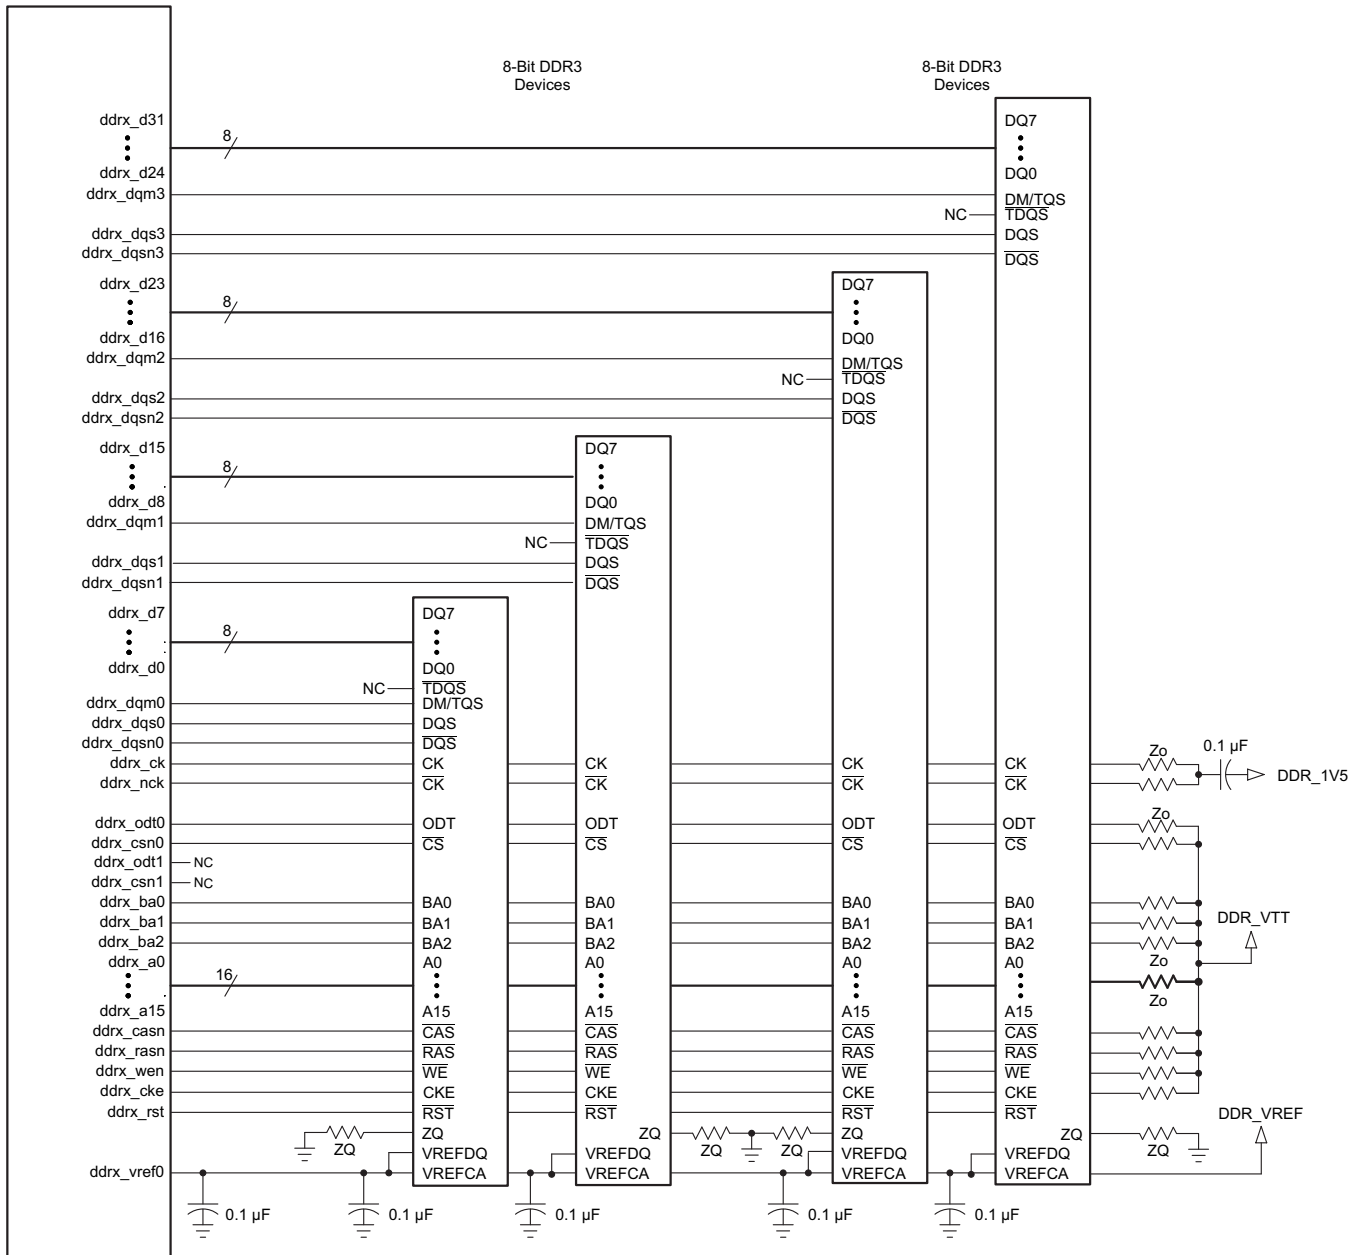 8-Bit DDR3
Devices
8-Bit DDR3
Devices
ddrx_d31
8
DQ7
ddrx_d24
DQ0
ddrx_dqm3
DM/TQS
NC
TDQS
ddrx_dqs3
DQS
ddrx_dqsn3
DQS
ddrx_d23
8
DQ7
ddrx_d16
DQ0
ddrx_dqm2
DM/TQS
NC
TDQS
ddrx_dqs2
DQS
ddrx_dqsn2
DQS
ddrx_d15
8
DQ7
ddrx_d8
DQ0
ddrx_dqm1
DM/TQS
NC
TDQS
ddrx_dqs1
DQS
ddrx_dqsn1
DQS
ddrx_d7
8
DQ7
ddrx_d0
DQ0
NC
TDQS
ddrx_dqm0
DM/TQS
ddrx_dqs0
DQS
ddrx_dqsn0
DQS
Zo 0.1 µF
ddrx_ck CK CK CK CK
DDR_1V5
ddrx_nck CK CK CK CK
Zo
ddrx_odt0 ODT ODT ODT ODT
ddrx_csn0 CS CS CS CS
ddrx_odt1 NC
ddrx_csn1 NC
ddrx_ba0 BA0 BA0 BA0 BA0
DDR_VTT
ddrx_ba1 BA1 BA1 BA1 BA1
ddrx_ba2 BA2 BA2 BA2 BA2
ddrx_a0 A0 A0 A0 A0 Zo
16
Zo
ddrx_a15 A15 A15 A15 A15
ddrx_casn CAS CAS CAS CAS
ddrx_rasn RAS RAS RAS RAS
ddrx_wen WE WE WE WE
ddrx_cke CKE CKE CKE CKE
ddrx_rst RST RST RST RST
DDR_VREF
ZQ ZQ ZQ ZQ
ZQ ZQ ZQ ZQ
VREFDQ VREFDQ VREFDQ VREFDQ
ddrx_vref0 VREFCA VREFCA VREFCA VREFCA
0.1 µF 0.1 µF 0.1 µF 0.1 µF 0.1 µF